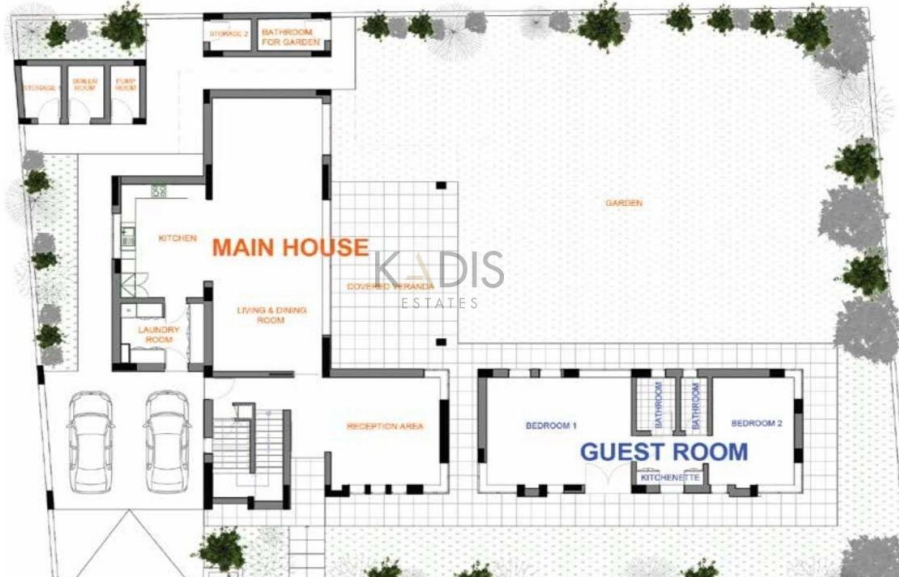 STORAGE 2
BATHROOM
FOR GARDEN
STORAGE 1
BOILER
ROOM
PUMP
ROOM
GARDEN
KITCHEN
MAIN HOUSE
KADIS
ESTATES
COVERED VERANDA
LIVING & DINING
ROOM
LAUNDRY
ROOM
RECEPTION AREA
BEDROOM 1
BATHROOM
BATHROOM
BEDROOM 2
GUEST ROOM
KITCHENETTE